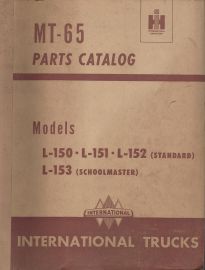 MT-65
PARTS CATALOG
Models
L-150 · L-151 · L-152 (STANDARD)
L-153 (SCHOOLMASTER)
INTERNATIONAL
INTERNATIONAL TRUCKS